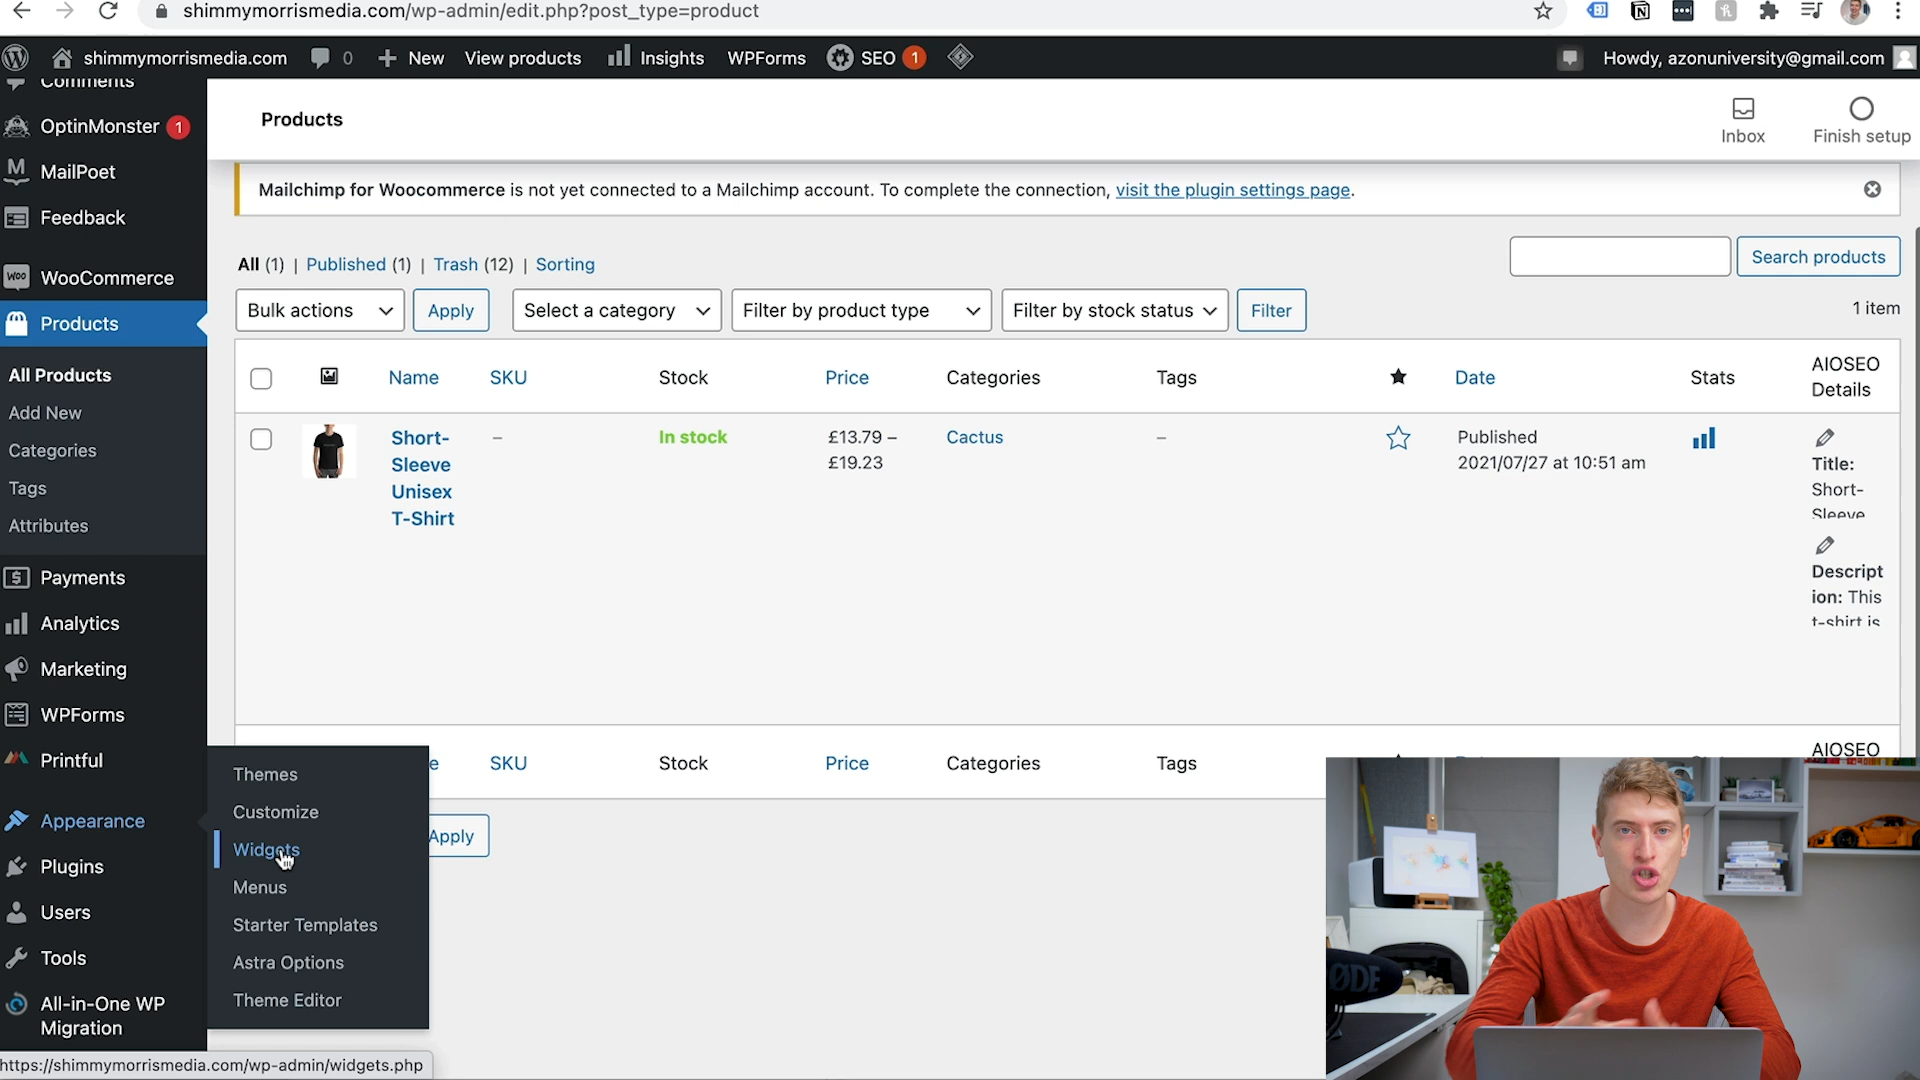 shimmymorrismedia.com/wp-admin/edit.php?post_type=product
shimmymorrismedia.com 0 New View products Insights WPForms SEO 1 Howdy, azonuniversity@gmail.com
Comments
OptinMonster 1
MailPoet
Feedback
WooCommerce
Products
All Products
Add New
Categories
Tags
Attributes
Payments
Analytics
Marketing
WPForms
Printful
Appearance
Plugins
Users
Tools
All-in-One WP
Migration
Themes
Customize
Widgets
Menus
Starter Templates
Astra Options
Theme Editor
https://shimmymorrismedia.com/wp-admin/widgets.php
Products
Inbox
Finish setup
Mailchimp for Woocommerce is not yet connected to a Mailchimp account. To complete the connection, visit the plugin settings page.
All (1) | Published (1) | Trash (12) | Sorting
Search products
Bulk actions Apply Select a category Filter by product type Filter by stock status Filter
1 item
Name SKU Stock Price Categories Tags Date Stats AIOSEO
Details
Short-
Sleeve
Unisex
T-Shirt
–
In stock
£13.79 –
£19.23
Cactus
–
Published
2021/07/27 at 10:51 am
Title:
Short-
Sleeve
Descript
ion: This
t-shirt is
e SKU Stock Price Categories Tags AIOSEO
Apply
RØDE